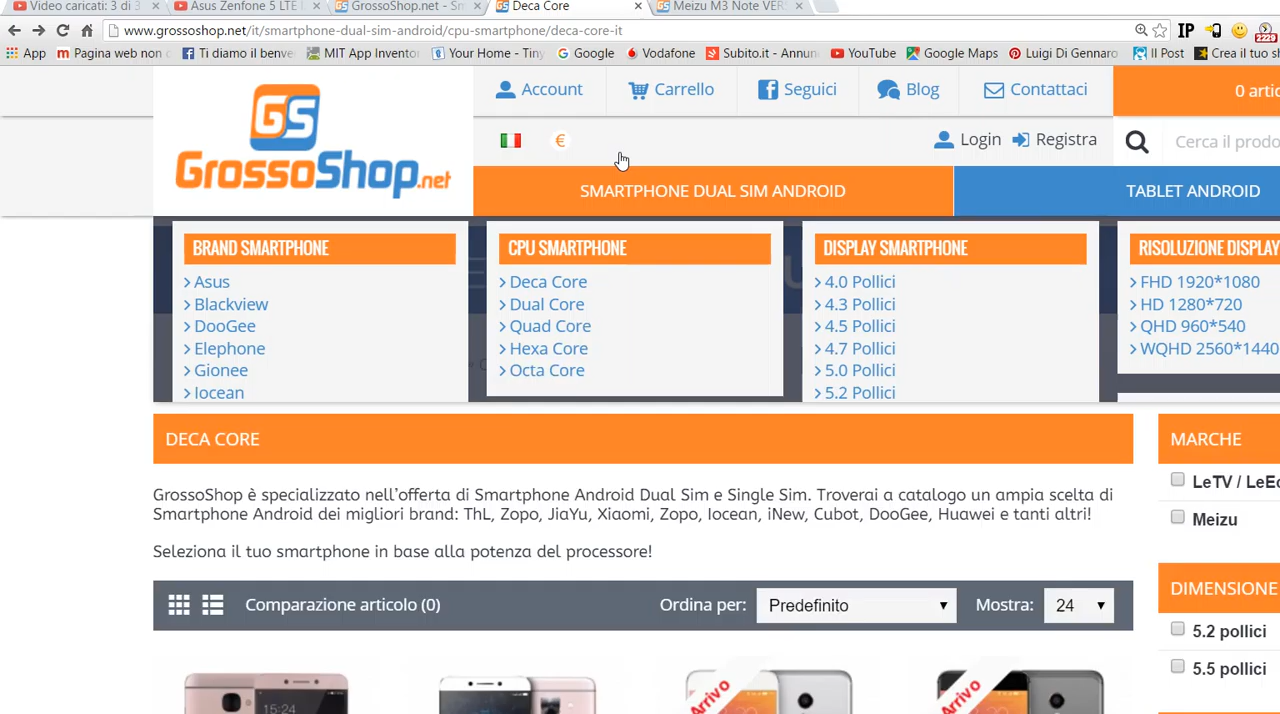 Video caricati: 3 di 3
Asus Zenfone 5 LTE
GrossoShop.net - Sm
Deca Core
Meizu M3 Note VER
www.grossoshop.net/it/smartphone-dual-sim-android/cpu-smartphone/deca-core-it
IP
2229
Bari
Pagina web non
Ti diamo il benve
MIT App Inventor
Your Home - Tiny
Google
Vodafone
Subito.it - Annun
YouTube
Google Maps
Luigi Di Gennaro
Il Post
Crea il tuo s
GS
GrossoShop.net
Account
Carrello
Seguici
Blog
Contattaci
0 artic
€
Login
Registra
Cerca il prodo
SMARTPHONE DUAL SIM ANDROID
TABLET ANDROID
BRAND SMARTPHONE
> Asus
> Blackview
> DooGee
> Elephone
> Gionee
> Iocean
CPU SMARTPHONE
> Deca Core
> Dual Core
> Quad Core
> Hexa Core
> Octa Core
DISPLAY SMARTPHONE
> 4.0 Pollici
> 4.3 Pollici
> 4.5 Pollici
> 4.7 Pollici
> 5.0 Pollici
> 5.2 Pollici
RISOLUZIONE DISPLAY
> FHD 1920*1080
> HD 1280*720
> QHD 960*540
> WQHD 2560*1440
DECA CORE
GrossoShop è specializzato nell'offerta di Smartphone Android Dual Sim e Single Sim. Troverai a catalogo un ampia scelta di
Smartphone Android dei migliori brand: ThL, Zopo, JiaYu, Xiaomi, Zopo, Iocean, iNew, Cubot, DooGee, Huawei e tanti altri!
Seleziona il tuo smartphone in base alla potenza del processore!
Comparazione articolo (0)
Ordina per:
Predefinito
Mostra:
24
MARCHE
LeTV / LeEc
Meizu
DIMENSIONE
5.2 pollici
5.5 pollici
15:24
Arrivo
Arrivo